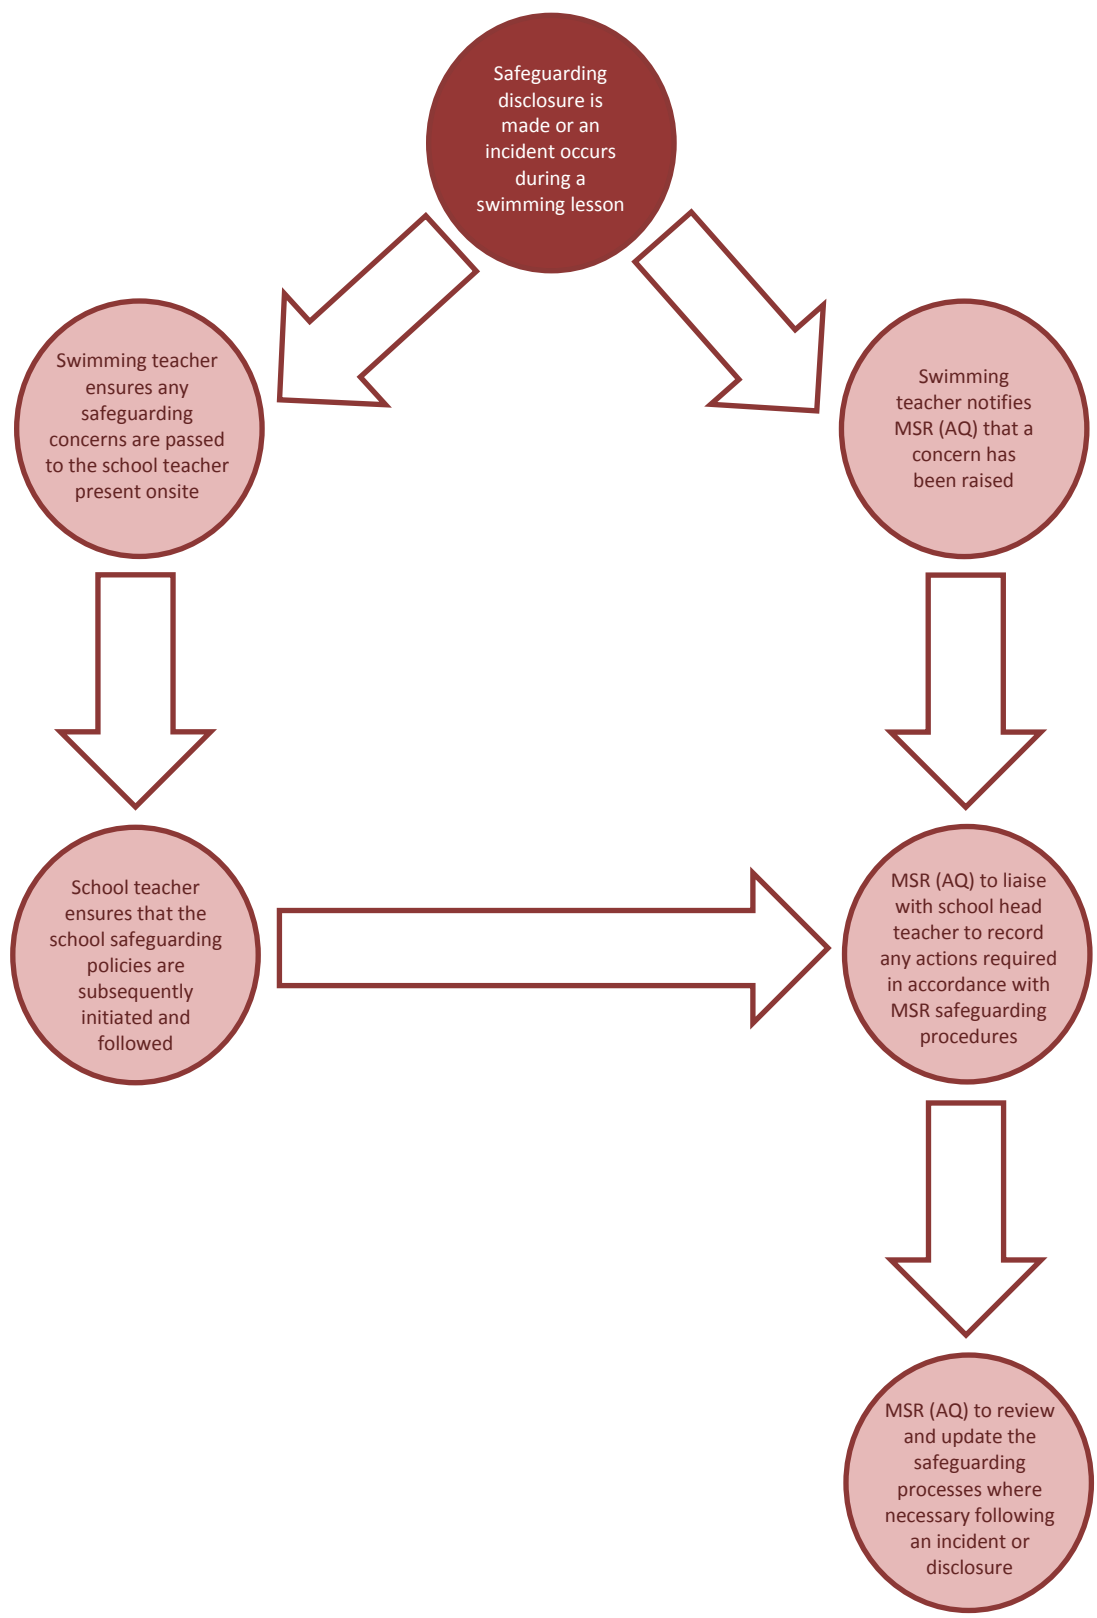 Safeguarding
disclosure is
made or an
incident occurs
during a
swimming lesson
Swimming teacher
ensures any
safeguarding
concerns are passed
to the school teacher
present onsite
Swimming
teacher notifies
MSR (AQ) that a
concern has
been raised
School teacher
ensures that the
school safeguarding
policies are
subsequently
initiated and
followed
MSR (AQ) to liaise
with school head
teacher to record
any actions required
in accordance with
MSR safeguarding
procedures
MSR (AQ) to review
and update the
safeguarding
processes where
necessary following
an incident or
disclosure